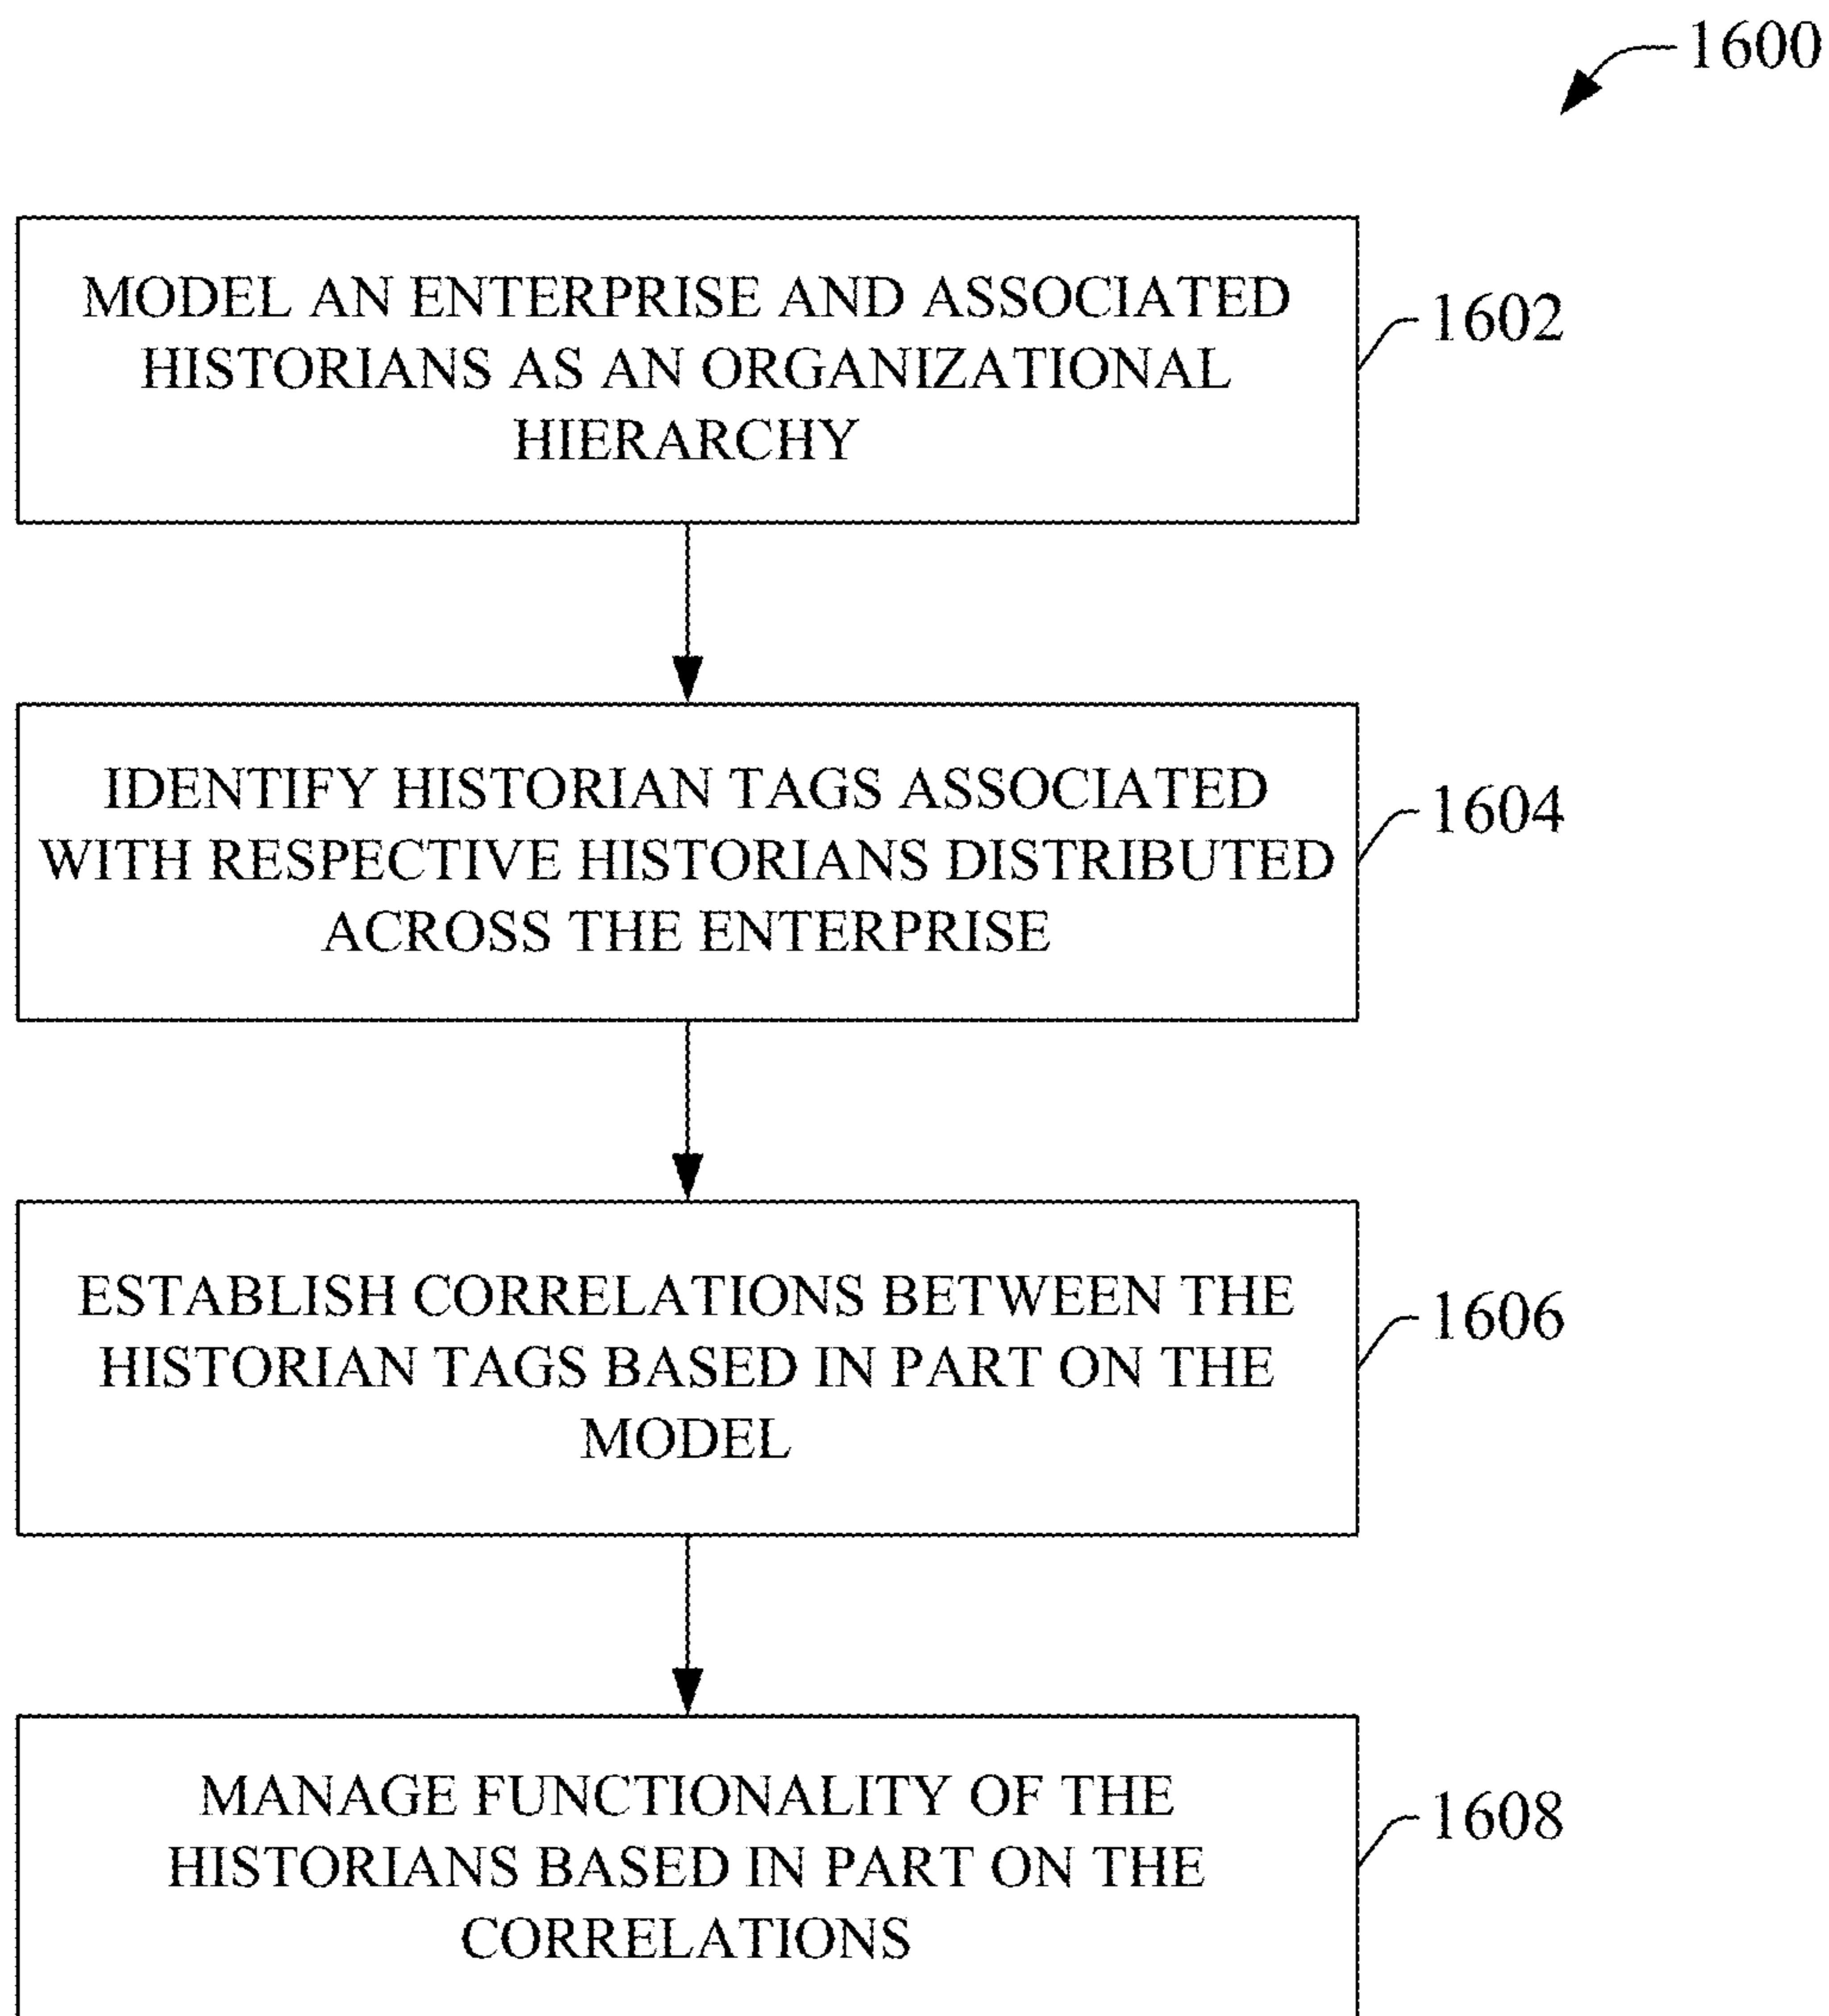 1600
MODEL AN ENTERPRISE AND ASSOCIATED
HISTORIANS AS AN ORGANIZATIONAL
HIERARCHY
1602
IDENTIFY HISTORIAN TAGS ASSOCIATED
WITH RESPECTIVE HISTORIANS DISTRIBUTED
ACROSS THE ENTERPRISE
1604
ESTABLISH CORRELATIONS BETWEEN THE
HISTORIAN TAGS BASED IN PART ON THE
MODEL
1606
MANAGE FUNCTIONALITY OF THE
HISTORIANS BASED IN PART ON THE
CORRELATIONS
1608